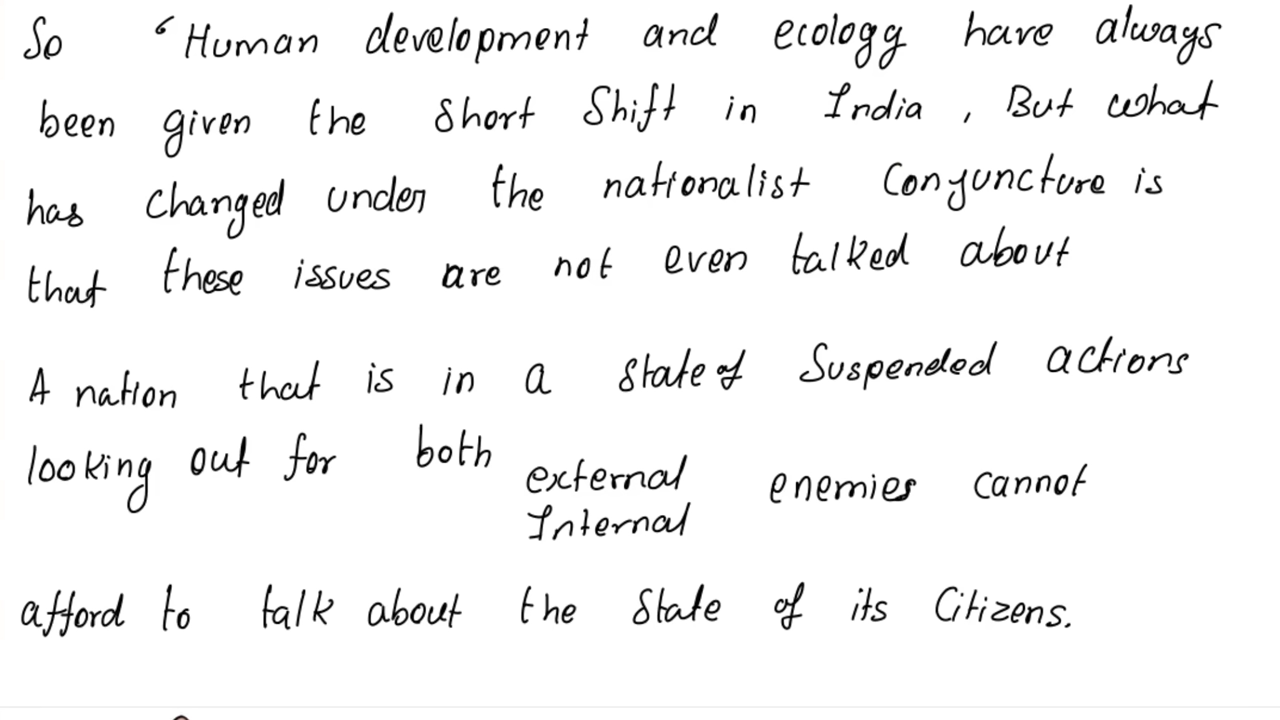 So ‘Human development and ecology have always
been given the short shift in India, But what
has changed under the nationalist conjuncture is
that these issues are not even talked about
A nation that is in a state of suspended actions
looking out for both external enemies cannot
Internal
afford to talk about the state of its citizens.